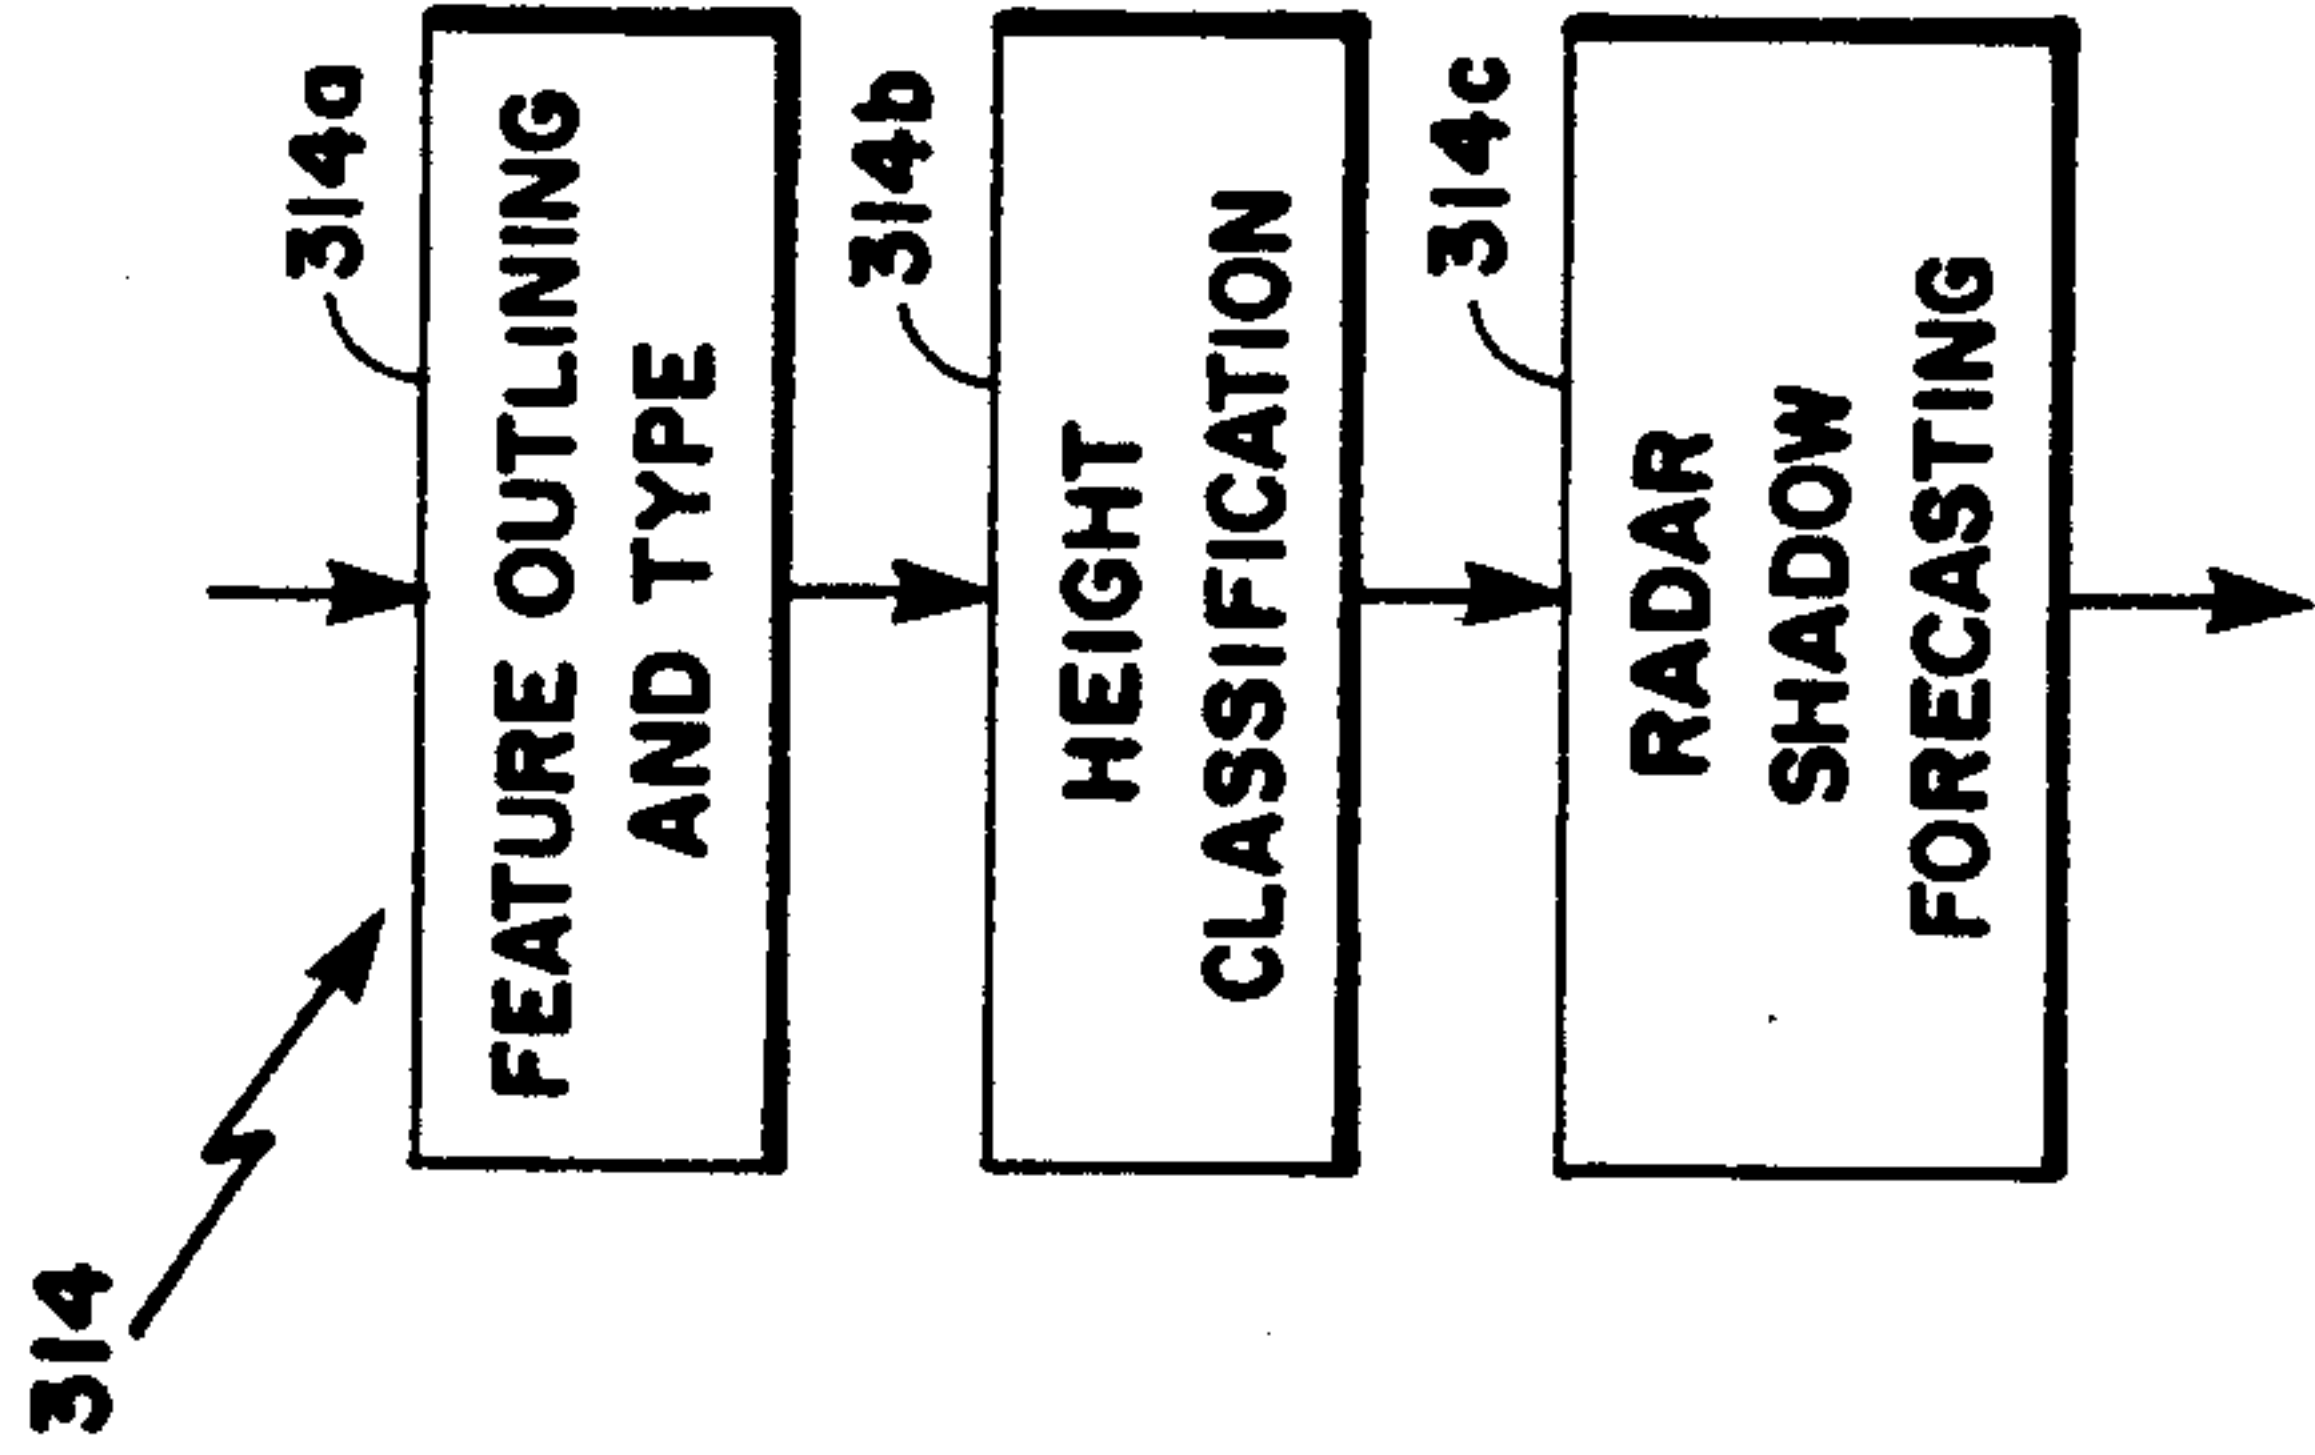 314
314a
FEATURE OUTLINING
AND TYPE
314b
HEIGHT
CLASSIFICATION
314c
RADAR
SHADOW
FORECASTING